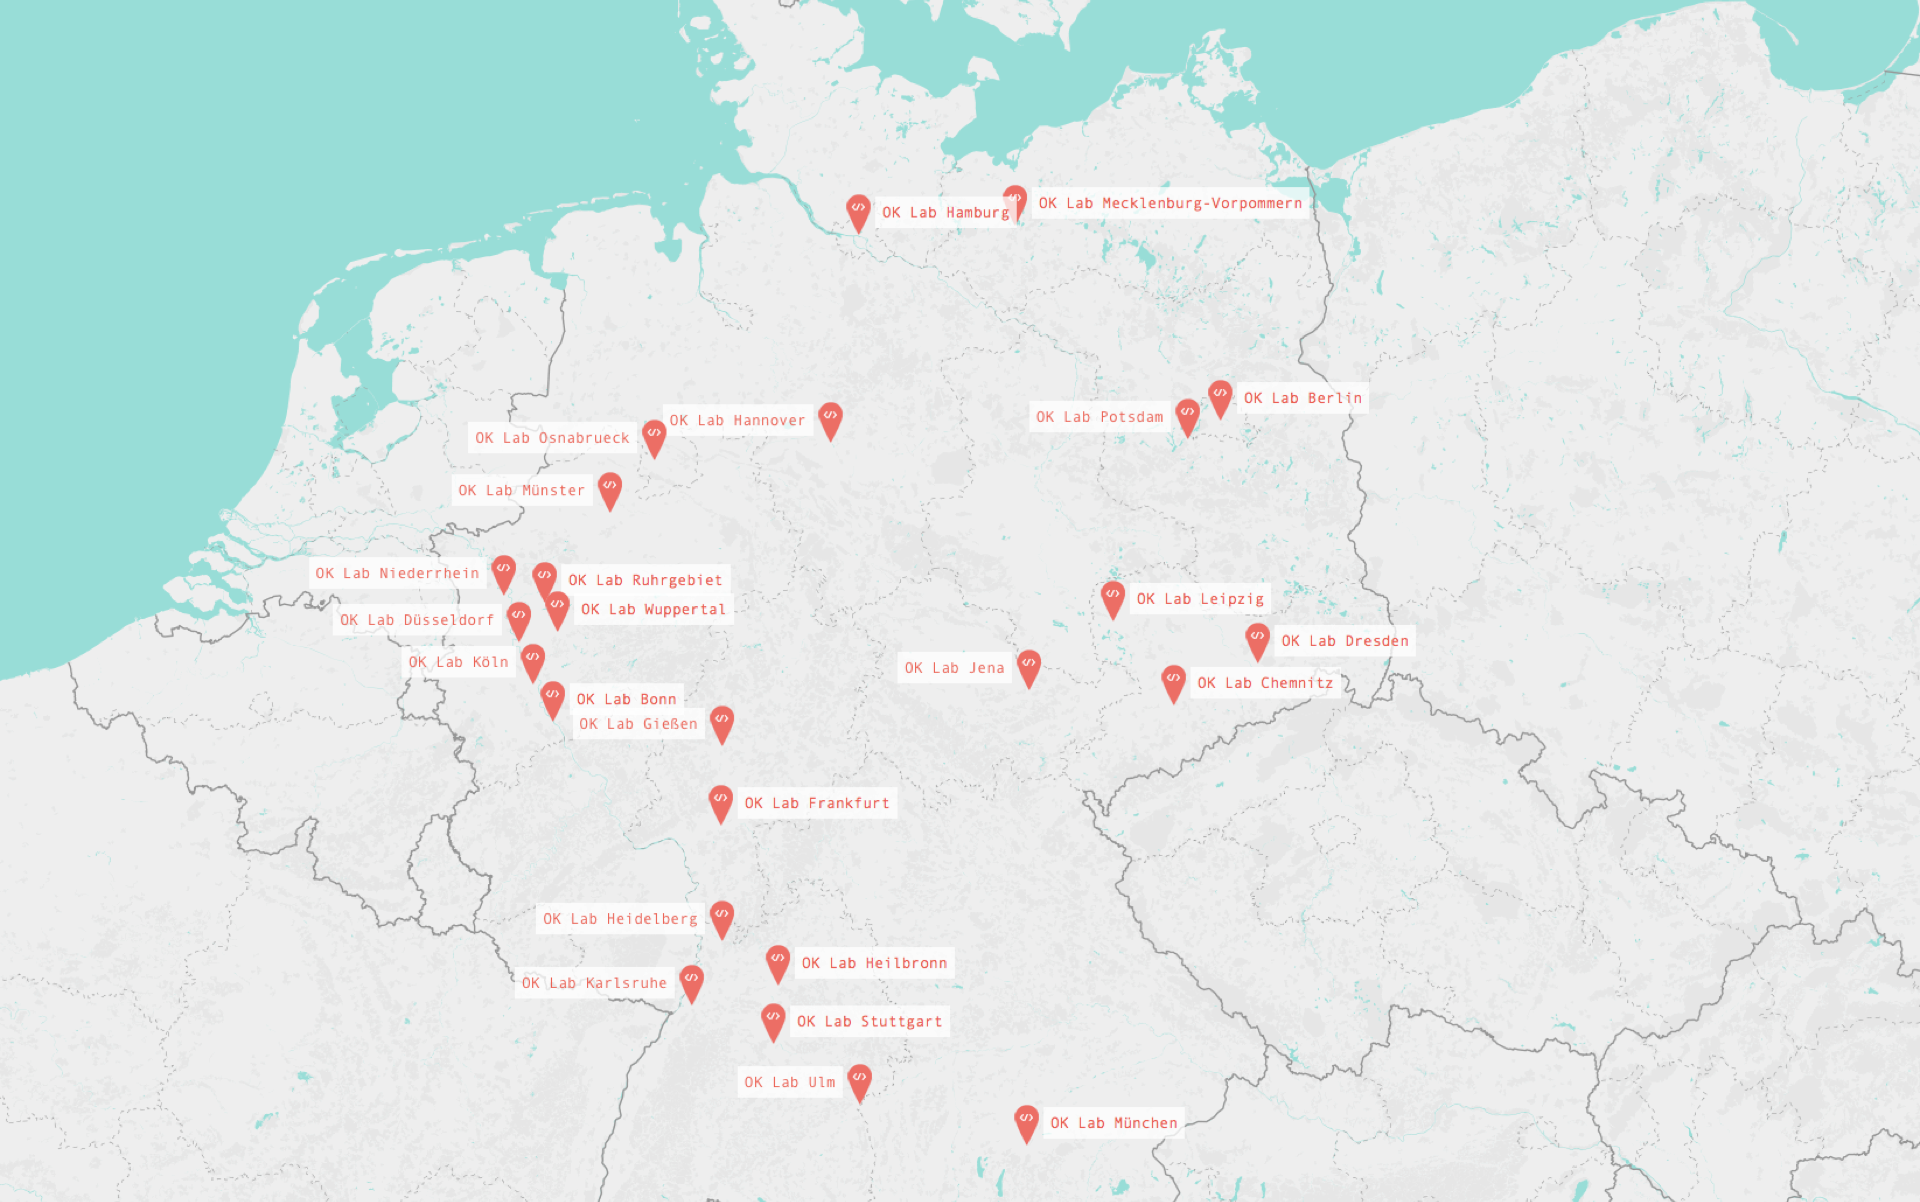 OK Lab Mecklenburg-Vorpommern
OK Lab Hamburg
OK Lab Berlin
OK Lab Potsdam
OK Lab Hannover
OK Lab Osnabrueck
OK Lab Münster
OK Lab Niederrhein
OK Lab Ruhrgebiet
OK Lab Leipzig
OK Lab Wuppertal
OK Lab Düsseldorf
OK Lab Dresden
OK Lab Köln
OK Lab Jena
OK Lab Chemnitz
OK Lab Bonn
OK Lab Gießen
OK Lab Frankfurt
OK Lab Heidelberg
OK Lab Heilbronn
OK Lab Karlsruhe
OK Lab Stuttgart
OK Lab Ulm
OK Lab München